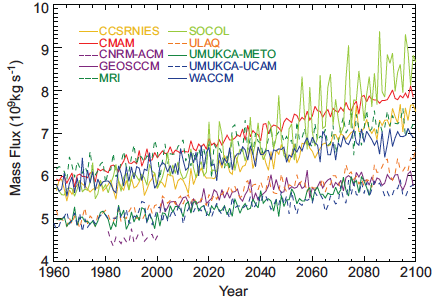 10
9
8
7
6
5
4
Mass Flux (10⁹kg s⁻¹)
CCSRNIES SOCOL
CMAM ULAQ
CNRM-ACM UMUKCA-METO
GEOSCCM UMUKCA-UCAM
MRI WACCM
1960 1980 2000 2020 2040 2060 2080 2100
Year